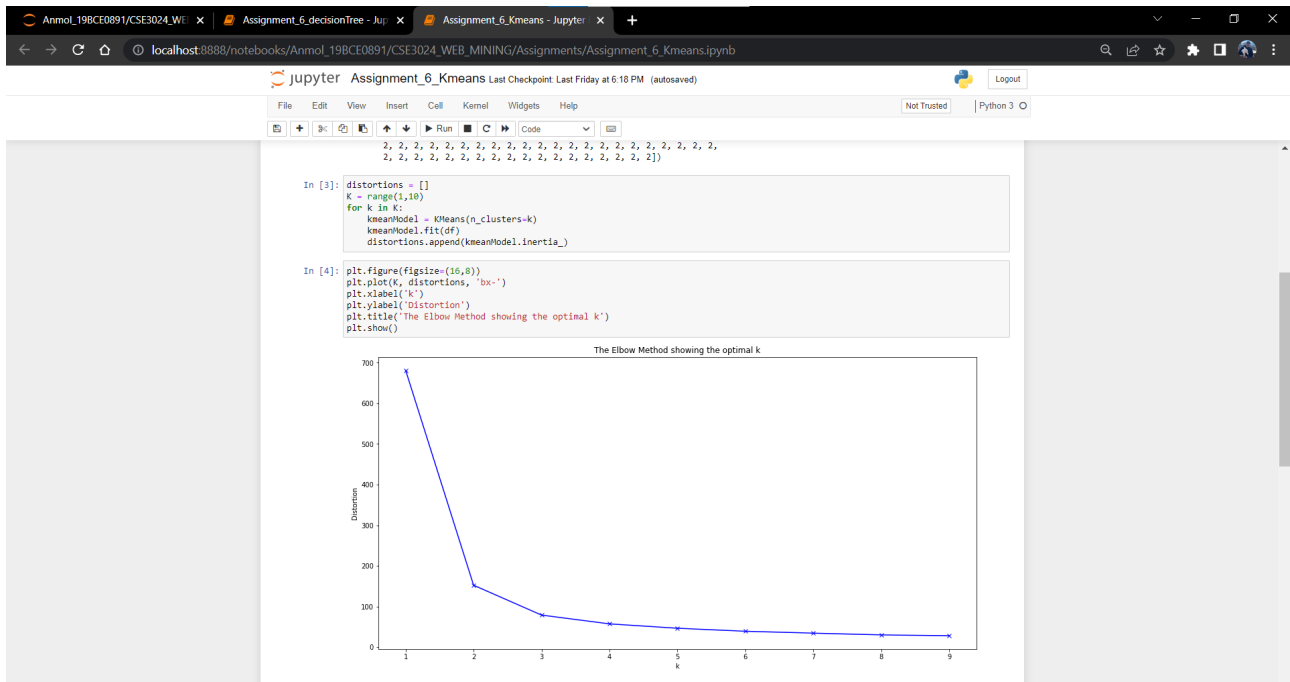 Anmol_19BCE0891/CSE3024_WE
Assignment_6_decisionTree - Jup
Assignment_6_Kmeans - Jupyter
localhost:8888/notebooks/Anmol_19BCE0891/CSE3024_WEB_MINING/Assignments/Assignment_6_Kmeans.ipynb
jupyter Assignment_6_Kmeans Last Checkpoint: Last Friday at 6:18 PM (autosaved)
Logout
File Edit View Insert Cell Kernel Widgets Help
Not Trusted
Python 3
Run
Code
2, 2, 2, 2, 2, 2, 2, 2, 2, 2, 2, 2, 2, 2, 2, 2, 2, 2, 2, 2, 2, 2,
2, 2, 2, 2, 2, 2, 2, 2, 2, 2, 2, 2, 2, 2, 2, 2, 2, 2])
In [3]:
distortions = []
K = range(1,10)
for k in K:
    kmeanModel = KMeans(n_clusters=k)
    kmeanModel.fit(df)
    distortions.append(kmeanModel.inertia_)
In [4]:
plt.figure(figsize=(16,8))
plt.plot(K, distortions, 'bx-')
plt.xlabel('k')
plt.ylabel('Distortion')
plt.title('The Elbow Method showing the optimal k')
plt.show()
The Elbow Method showing the optimal k
700
600
500
400
300
200
100
0
Distortion
1 2 3 4 5 6 7 8 9
k